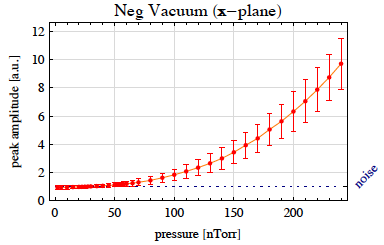 Neg Vacuum (x−plane)
12
10
8
6
4
2
0
peak amplitude [a.u.]
noise
0 50 100 150 200
pressure [nTorr]